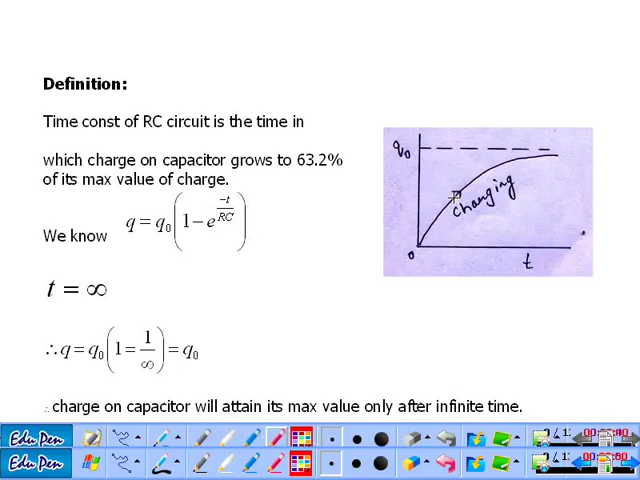 Definition:
Time const of RC circuit is the time in
which charge on capacitor grows to 63.2%
of its max value of charge.
We know q = q₀(1 − e^(−t/RC))
t = ∞
∴ q = q₀(1 = 1/∞) = q₀
∴ charge on capacitor will attain its max value only after infinite time.
q₀
changing
0
t
Edu Pen
Edu Pen